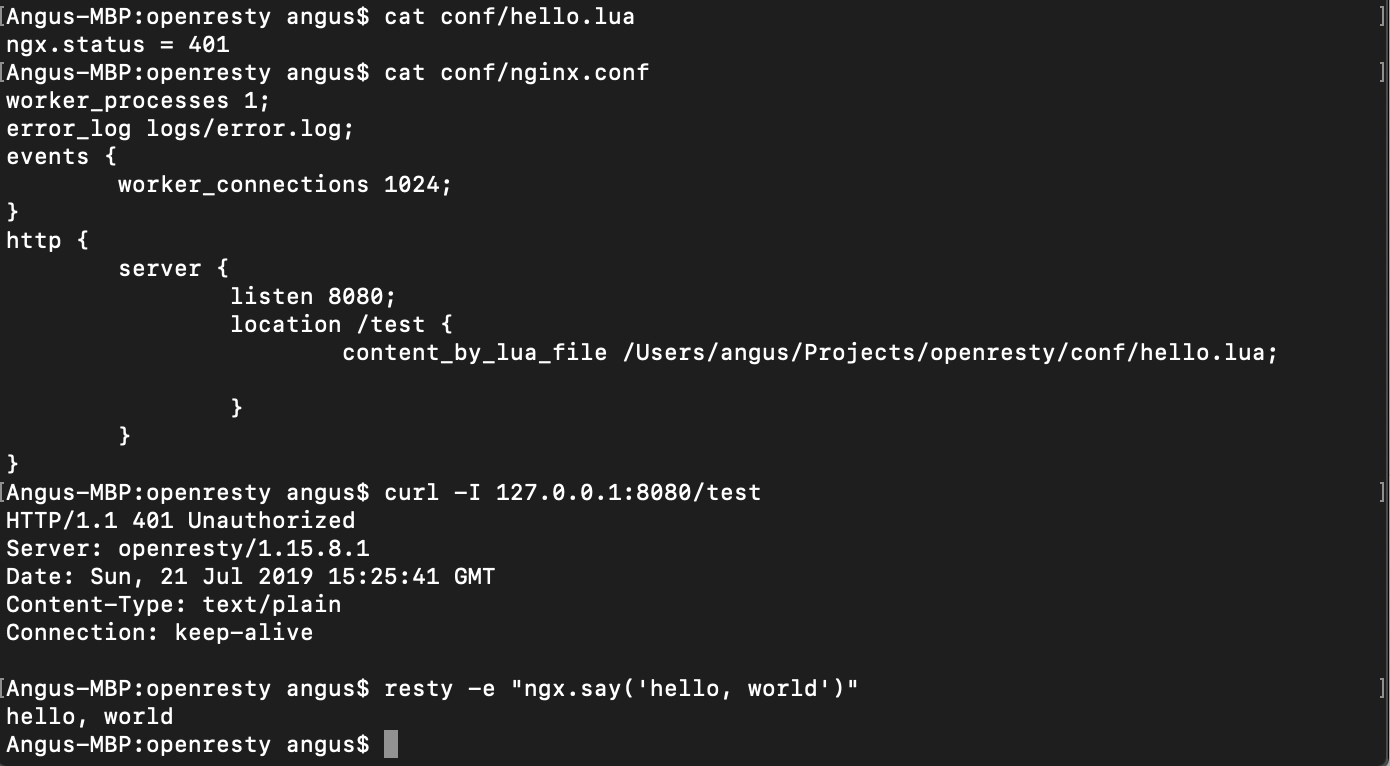 [Angus-MBP:openresty angus$ cat conf/hello.lua ]
ngx.status = 401
[Angus-MBP:openresty angus$ cat conf/nginx.conf ]
worker_processes 1;
error_log logs/error.log;
events {
        worker_connections 1024;
}
http {
        server {
                listen 8080;
                location /test {
                        content_by_lua_file /Users/angus/Projects/openresty/conf/hello.lua;

                }
        }
}
[Angus-MBP:openresty angus$ curl -I 127.0.0.1:8080/test ]
HTTP/1.1 401 Unauthorized
Server: openresty/1.15.8.1
Date: Sun, 21 Jul 2019 15:25:41 GMT
Content-Type: text/plain
Connection: keep-alive

[Angus-MBP:openresty angus$ resty -e "ngx.say('hello, world')" ]
hello, world
Angus-MBP:openresty angus$